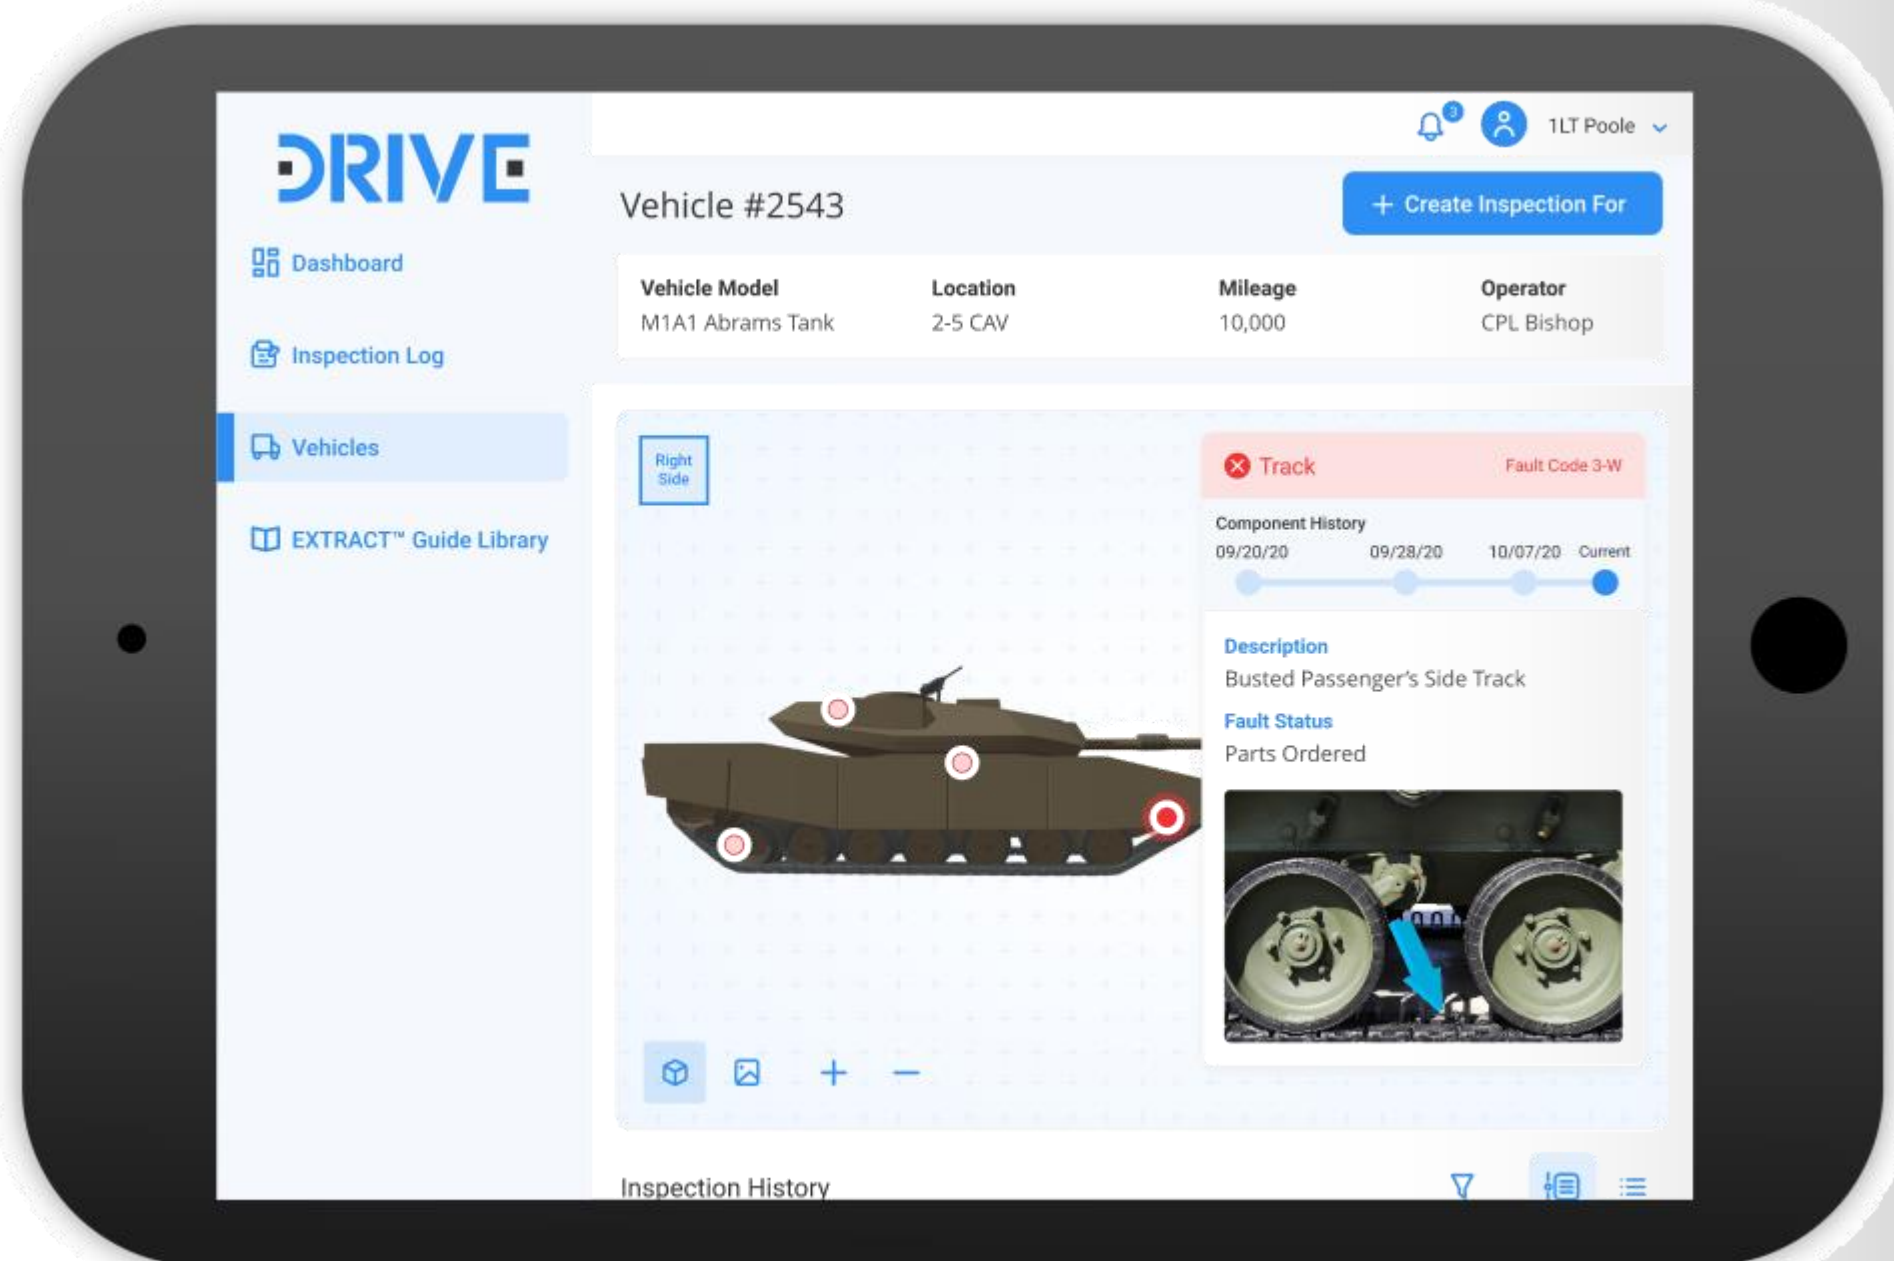 DRIVE
3
1LT Poole
Vehicle #2543
+ Create Inspection For
Dashboard
Inspection Log
Vehicles
EXTRACT™ Guide Library
Vehicle Model
M1A1 Abrams Tank
Location
2-5 CAV
Mileage
10,000
Operator
CPL Bishop
Right
Side
Track
Fault Code 3-W
Component History
09/20/20 09/28/20 10/07/20 Current
Description
Busted Passenger's Side Track
Fault Status
Parts Ordered
Inspection History